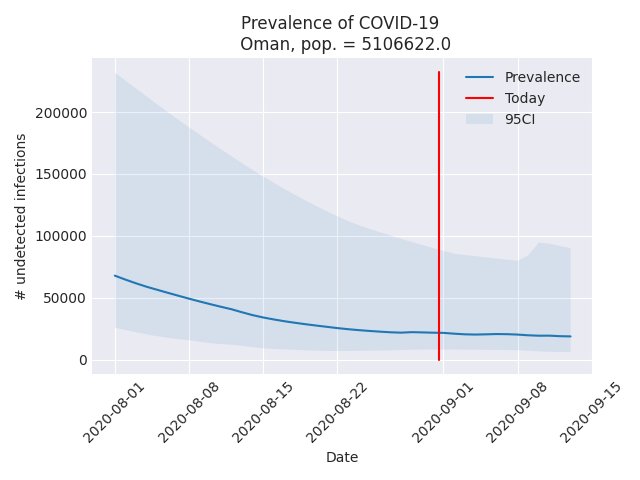 Prevalence of COVID-19
Oman, pop. = 5106622.0
Prevalence
Today
95CI
# undetected infections
200000
150000
100000
50000
0
2020-08-01
2020-08-08
2020-08-15
2020-08-22
2020-09-01
2020-09-08
2020-09-15
Date